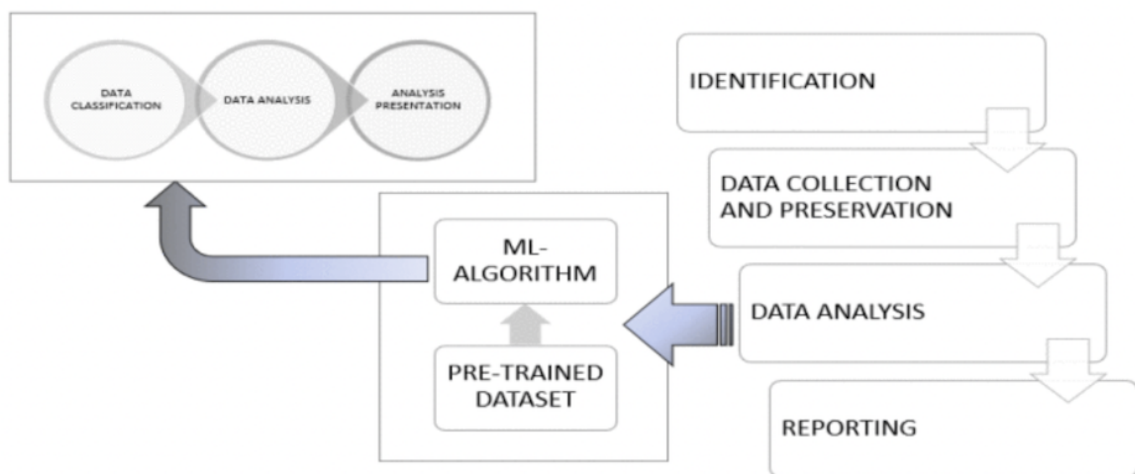 DATA
CLASSIFICATION
DATA ANALYSIS
ANALYSIS
PRESENTATION
IDENTIFICATION
DATA COLLECTION
AND PRESERVATION
ML-
ALGORITHM
DATA ANALYSIS
PRE-TRAINED
DATASET
REPORTING